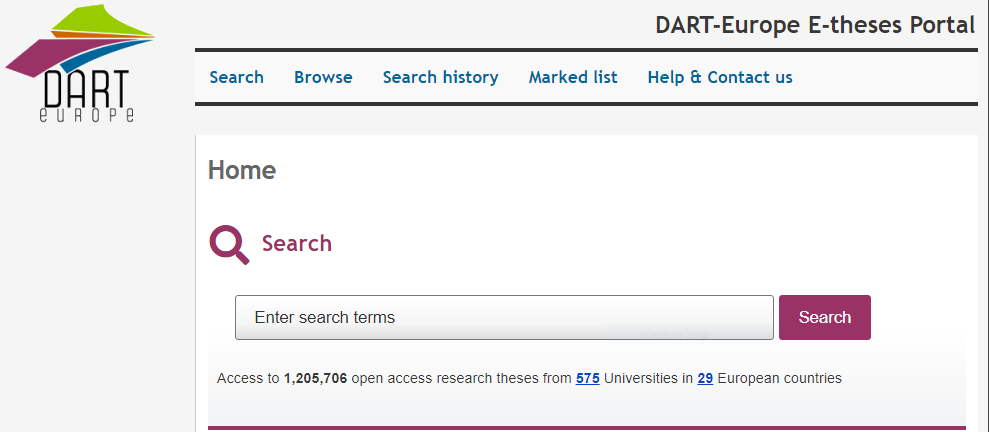 DART
europe
DART-Europe E-theses Portal
Search Browse Search history Marked list Help & Contact us
Home
Search
Enter search terms Search
Access to 1,205,706 open access research theses from 575 Universities in 29 European countries